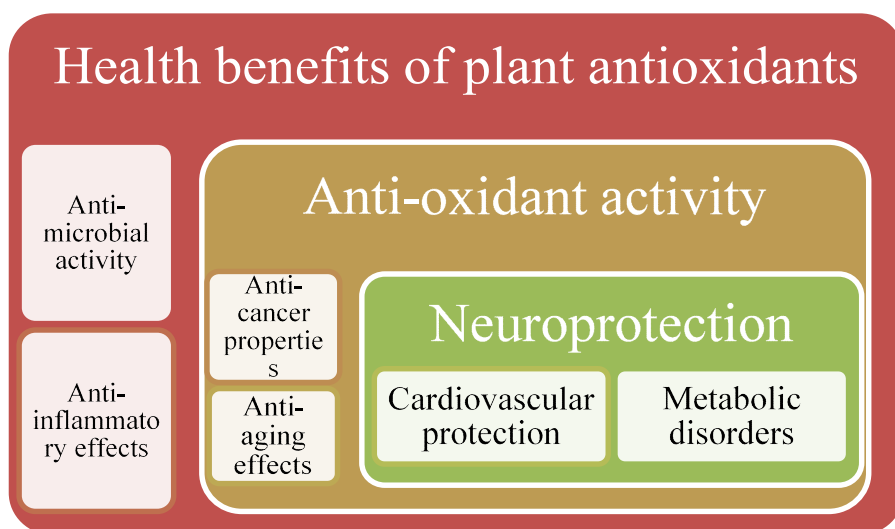 Health benefits of plant antioxidants
Anti-
microbial
activity
Anti-
inflammato
ry effects
Anti-oxidant activity
Anti-
cancer
propertie
s
Anti-
aging
effects
Neuroprotection
Cardiovascular
protection
Metabolic
disorders